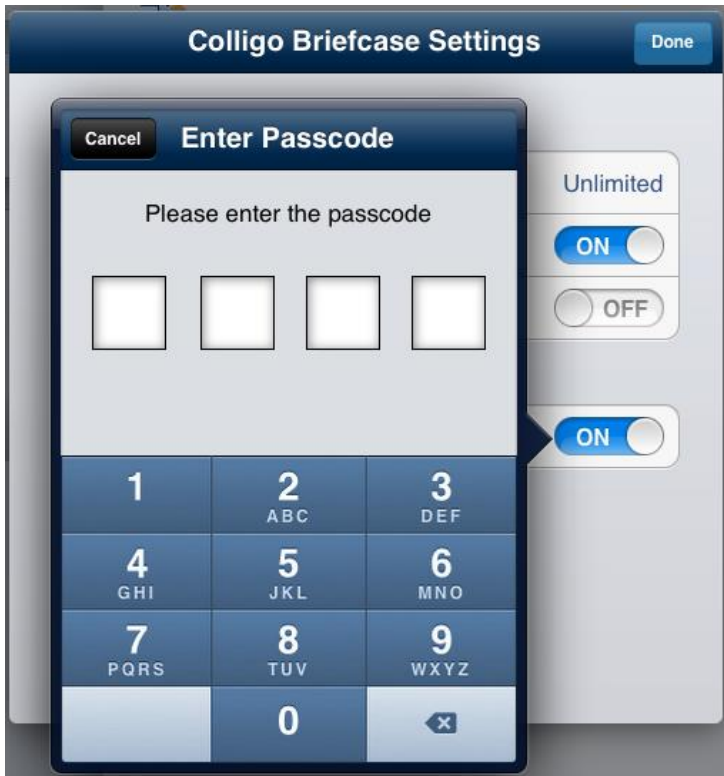 Colligo Briefcase Settings
Done
Cancel
Enter Passcode
Please enter the passcode
Unlimited
ON
OFF
ON
1
2
ABC
3
DEF
4
GHI
5
JKL
6
MNO
7
PQRS
8
TUV
9
WXYZ
0